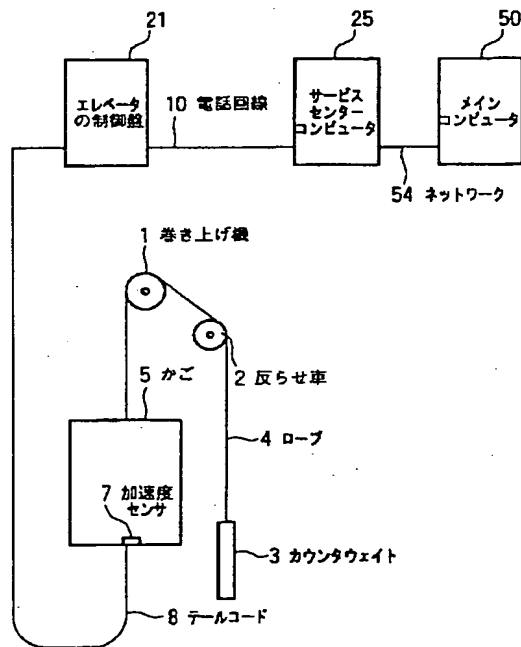 21
25
50
エレベータ
の制御盤
10 電話回線
サービス
センター
コンピュータ
メイン
コンピュータ
54 ネットワーク
1 巻き上げ機
2 反らせ車
5 かご
4 ロープ
7 加速度
センサ
3 カウンタウェイト
8 テールコード